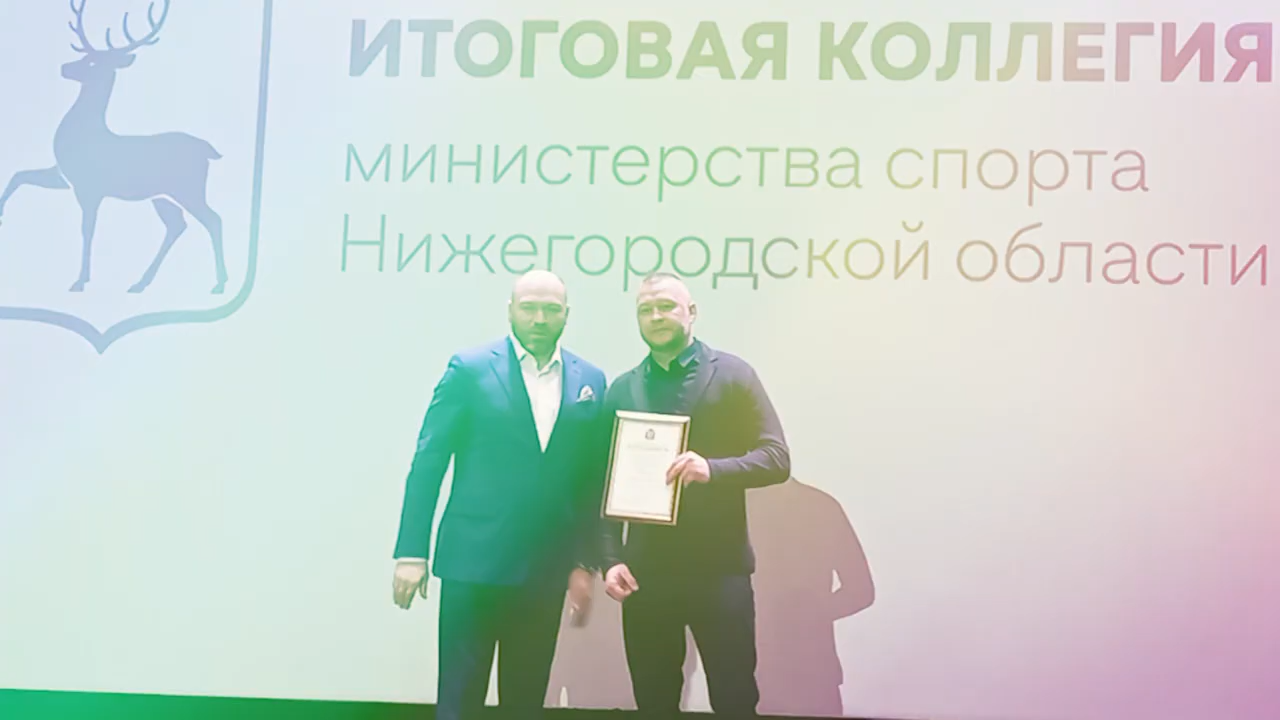 ИТОГОВАЯ КОЛЛЕГИЯ
министерства спорта
Нижегородской области